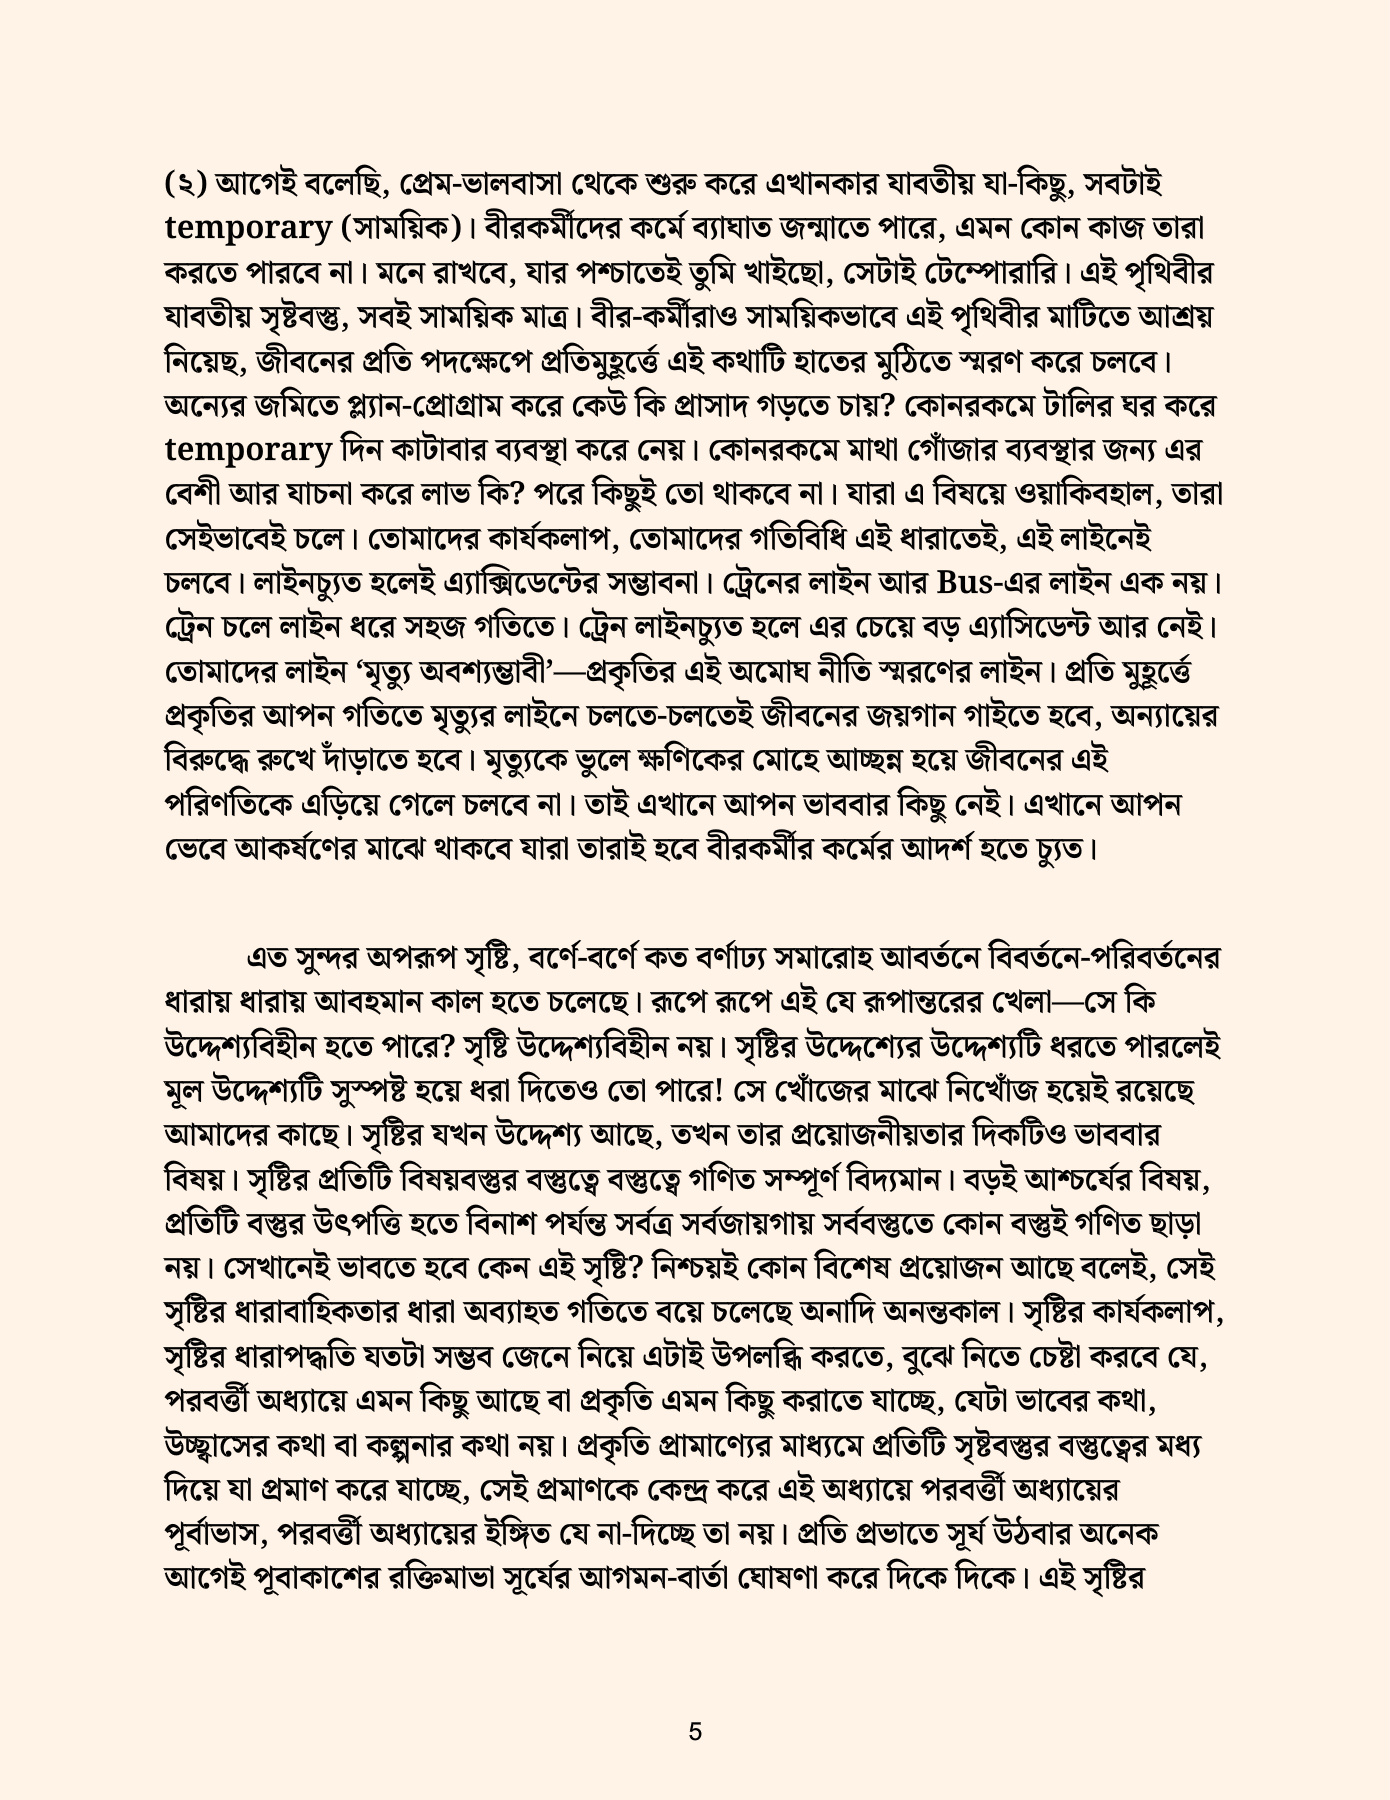 (২) আগেই বলেছি, প্রেম-ভালবাসা থেকে শুরু করে এখানকার যাবতীয় যা-কিছু, সবটাই
temporary (সাময়িক)। বীরকর্মীদের কর্মে ব্যাঘাত জন্মাতে পারে, এমন কোন কাজ তারা
করতে পারবে না। মনে রাখবে, যার পশ্চাতেই তুমি খাইছো, সেটাই টেম্পোরারি। এই পৃথিবীর
যাবতীয় সৃষ্টবস্তু, সবই সাময়িক মাত্র। বীর-কর্মীরাও সাময়িকভাবে এই পৃথিবীর মাটিতে আশ্রয়
নিয়েছ, জীবনের প্রতি পদক্ষেপে প্রতিমুহূর্ত্তে এই কথাটি হাতের মুঠিতে স্মরণ করে চলবে।
অন্যের জমিতে প্ল্যান-প্রোগ্রাম করে কেউ কি প্রাসাদ গড়তে চায়? কোনরকমে টালির ঘর করে
temporary দিন কাটাবার ব্যবস্থা করে নেয়। কোনরকমে মাথা গোঁজার ব্যবস্থার জন্য এর
বেশী আর যাচনা করে লাভ কি? পরে কিছুই তো থাকবে না। যারা এ বিষয়ে ওয়াকিবহাল, তারা
সেইভাবেই চলে। তোমাদের কার্যকলাপ, তোমাদের গতিবিধি এই ধারাতেই, এই লাইনেই
চলবে। লাইনচ্যুত হলেই এ্যাক্সিডেন্টের সম্ভাবনা। ট্রেনের লাইন আর Bus-এর লাইন এক নয়।
ট্রেন চলে লাইন ধরে সহজ গতিতে। ট্রেন লাইনচ্যুত হলে এর চেয়ে বড় এ্যাসিডেন্ট আর নেই।
তোমাদের লাইন ‘মৃত্যু অবশ্যম্ভাবী’—প্রকৃতির এই অমোঘ নীতি স্মরণের লাইন। প্রতি মুহূর্ত্তে
প্রকৃতির আপন গতিতে মৃত্যুর লাইনে চলতে-চলতেই জীবনের জয়গান গাইতে হবে, অন্যায়ের
বিরুদ্ধে রুখে দাঁড়াতে হবে। মৃত্যুকে ভুলে ক্ষণিকের মোহে আচ্ছন্ন হয়ে জীবনের এই
পরিণতিকে এড়িয়ে গেলে চলবে না। তাই এখানে আপন ভাববার কিছু নেই। এখানে আপন
ভেবে আকর্ষণের মাঝে থাকবে যারা তারাই হবে বীরকর্মীর কর্মের আদর্শ হতে চ্যুত।
এত সুন্দর অপরূপ সৃষ্টি, বর্ণে-বর্ণে কত বর্ণাঢ্য সমারোহ আবর্তনে বিবর্তনে-পরিবর্তনের
ধারায় ধারায় আবহমান কাল হতে চলেছে। রূপে রূপে এই যে রূপান্তরের খেলা—সে কি
উদ্দেশ্যবিহীন হতে পারে? সৃষ্টি উদ্দেশ্যবিহীন নয়। সৃষ্টির উদ্দেশ্যের উদ্দেশ্যটি ধরতে পারলেই
মূল উদ্দেশ্যটি সুস্পষ্ট হয়ে ধরা দিতেও তো পারে! সে খোঁজের মাঝে নিখোঁজ হয়েই রয়েছে
আমাদের কাছে। সৃষ্টির যখন উদ্দেশ্য আছে, তখন তার প্রয়োজনীয়তার দিকটিও ভাববার
বিষয়। সৃষ্টির প্রতিটি বিষয়বস্তুর বস্তুত্বে বস্তুত্বে গণিত সম্পূর্ণ বিদ্যমান। বড়ই আশ্চর্যের বিষয়,
প্রতিটি বস্তুর উৎপত্তি হতে বিনাশ পর্যন্ত সর্বত্র সর্বজায়গায় সর্ববস্তুতে কোন বস্তুই গণিত ছাড়া
নয়। সেখানেই ভাবতে হবে কেন এই সৃষ্টি? নিশ্চয়ই কোন বিশেষ প্রয়োজন আছে বলেই, সেই
সৃষ্টির ধারাবাহিকতার ধারা অব্যাহত গতিতে বয়ে চলেছে অনাদি অনন্তকাল। সৃষ্টির কার্যকলাপ,
সৃষ্টির ধারাপদ্ধতি যতটা সম্ভব জেনে নিয়ে এটাই উপলব্ধি করতে, বুঝে নিতে চেষ্টা করবে যে,
পরবর্ত্তী অধ্যায়ে এমন কিছু আছে বা প্রকৃতি এমন কিছু করাতে যাচ্ছে, যেটা ভাবের কথা,
উচ্ছ্বাসের কথা বা কল্পনার কথা নয়। প্রকৃতি প্রামাণ্যের মাধ্যমে প্রতিটি সৃষ্টবস্তুর বস্তুত্বের মধ্য
দিয়ে যা প্রমাণ করে যাচ্ছে, সেই প্রমাণকে কেন্দ্র করে এই অধ্যায়ে পরবর্ত্তী অধ্যায়ের
পূর্বাভাস, পরবর্ত্তী অধ্যায়ের ইঙ্গিত যে না-দিচ্ছে তা নয়। প্রতি প্রভাতে সূর্য উঠবার অনেক
আগেই পূবাকাশের রক্তিমাভা সূর্যের আগমন-বার্তা ঘোষণা করে দিকে দিকে। এই সৃষ্টির
5